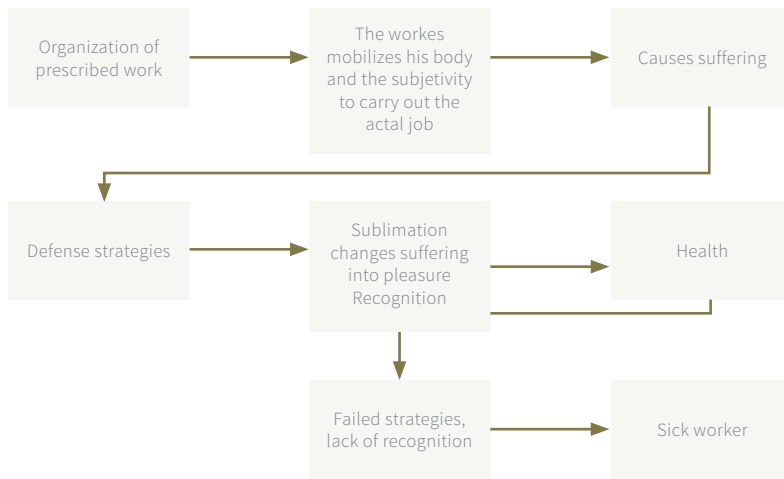 Organization of
prescribed work
The workes
mobilizes his body
and the subjetivity
to carry out the
actal job
Causes suffering
Defense strategies
Sublimation
changes suffering
into pleasure
Recognition
Health
Failed strategies,
lack of recognition
Sick worker